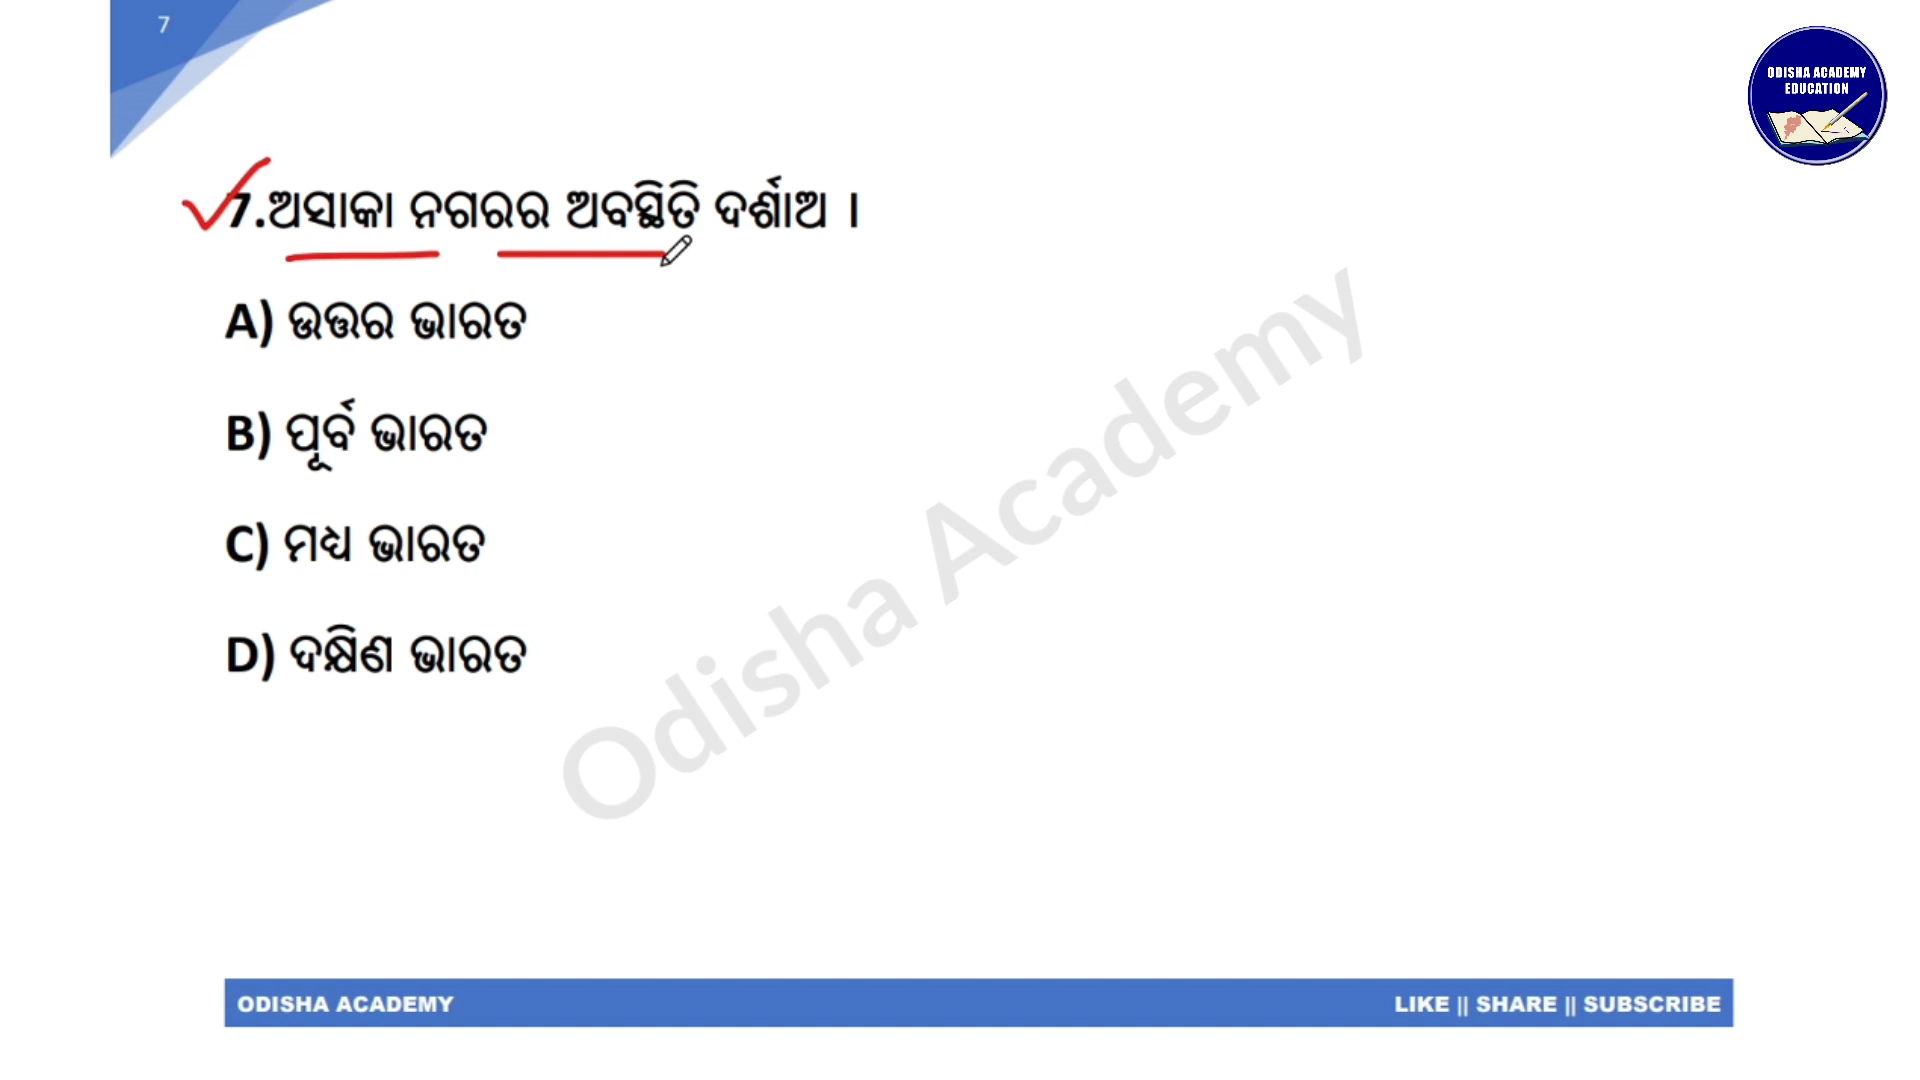 7
ODISHA ACADEMY
EDUCATION
7.ଅସାକା ନଗରର ଅବସ୍ଥିତି ଦର୍ଶାଅ ।
A) ଉତ୍ତର ଭାରତ
B) ପୂର୍ବ ଭାରତ
C) ମଧ୍ୟ ଭାରତ
D) ଦକ୍ଷିଣ ଭାରତ
Odisha Academy
ODISHA ACADEMY
LIKE || SHARE || SUBSCRIBE